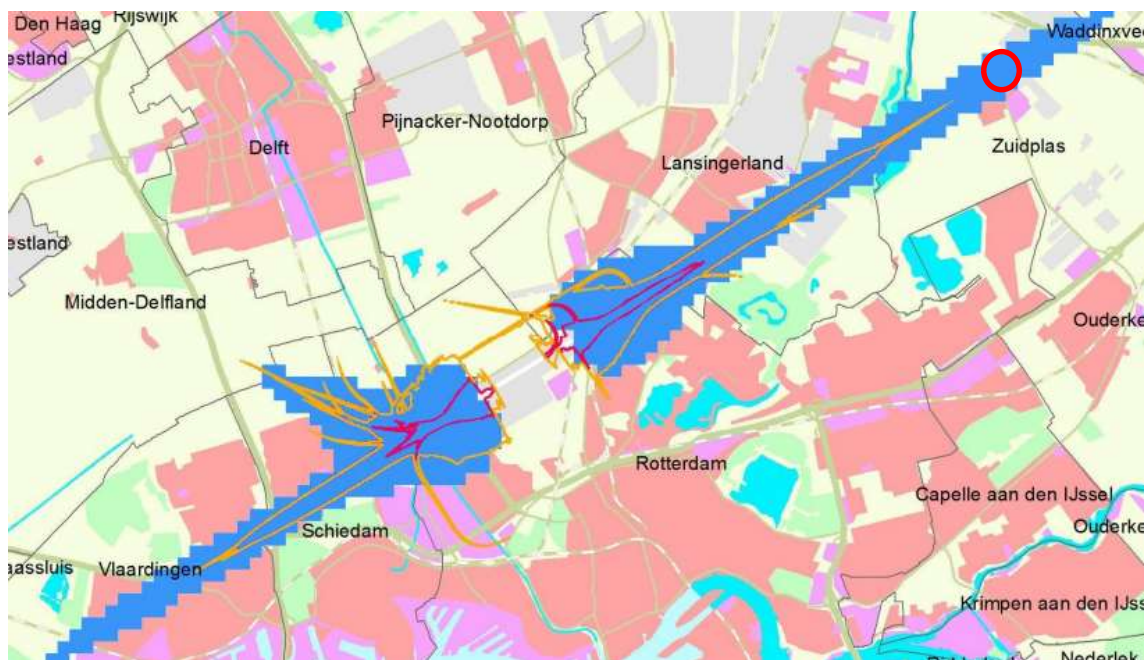 Den Haag
Rijswijk
Waddinxvee
estland
Pijnacker-Nootdorp
Delft
Zuidplas
Lansingerland
estland
Midden-Delfland
Ouderke
Rotterdam
Capelle aan den IJssel
Schiedam
Ouderke
aassluis
Vlaardingen
Krimpen aan den IJss
Nederlek